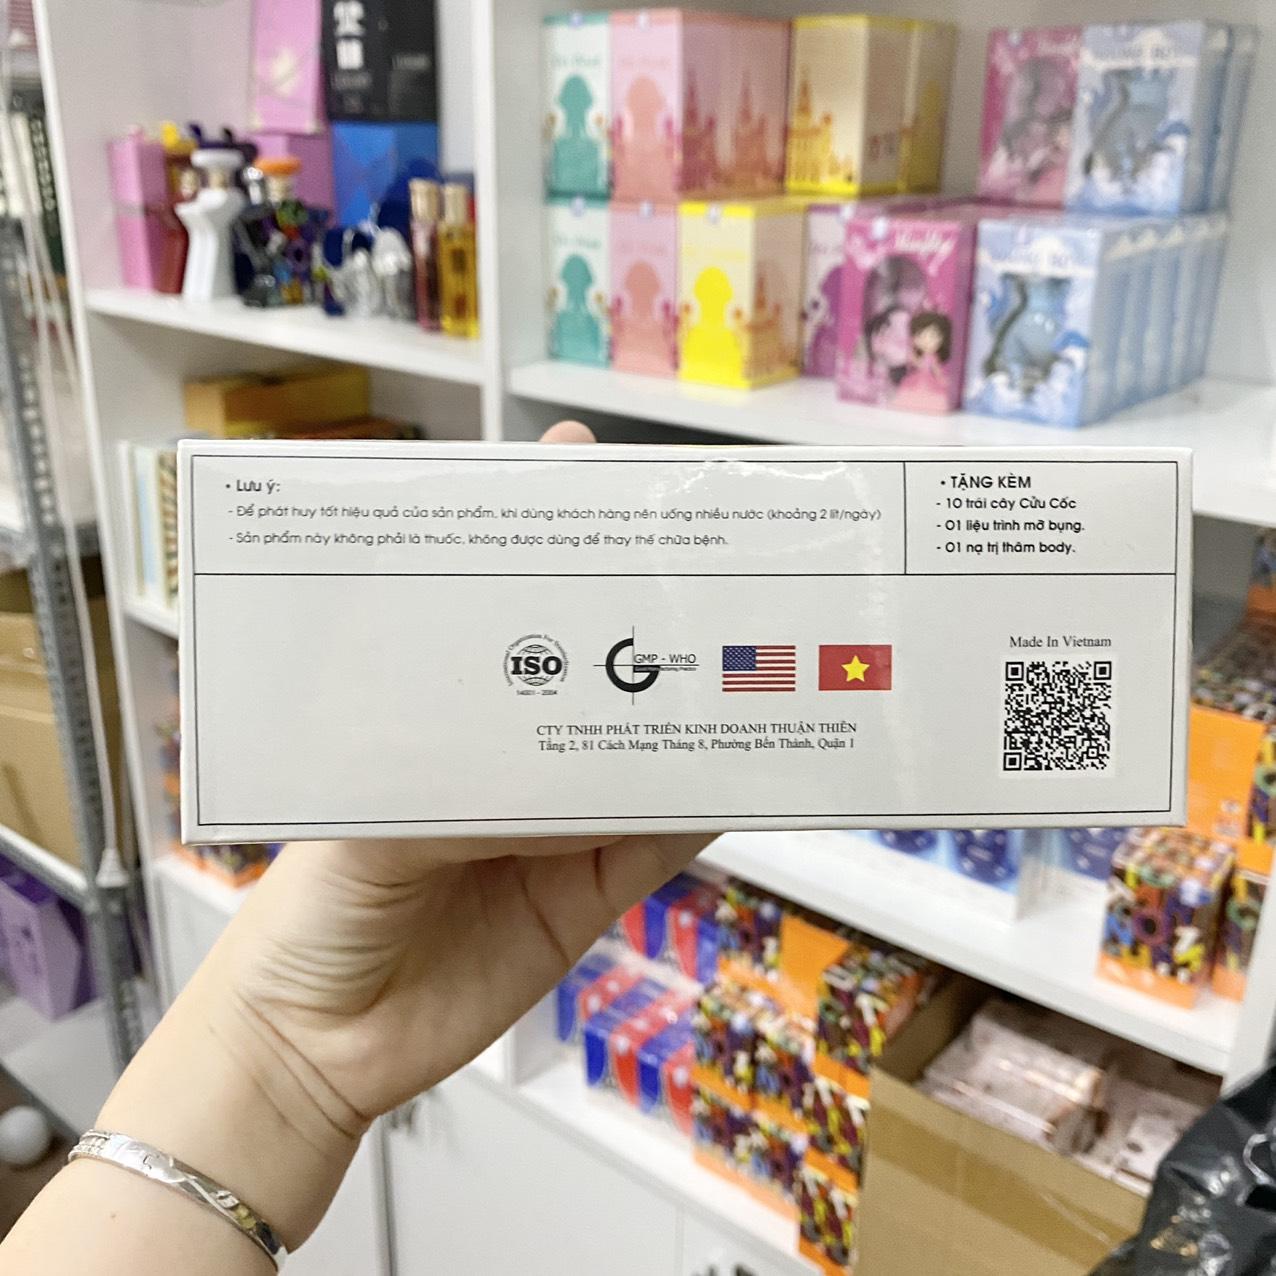 • Lưu ý:
- Để phát huy tốt hiệu quả của sản phẩm, khi dùng khách hàng nên uống nhiều nước (khoảng 2 lít/ngày)
- Sản phẩm này không phải là thuốc, không được dùng để thay thế chữa bệnh.
• TẶNG KÈM
- 10 trái cây Cửu Cốc
- 01 liệu trình mỡ bụng.
- 01 nạ trị thâm body.
ISO
14001 - 2004
GMP - WHO
Made In Vietnam
CTY TNHH PHÁT TRIỂN KINH DOANH THUẬN THIÊN
Tầng 2, 81 Cách Mạng Tháng 8, Phường Bến Thành, Quận 1